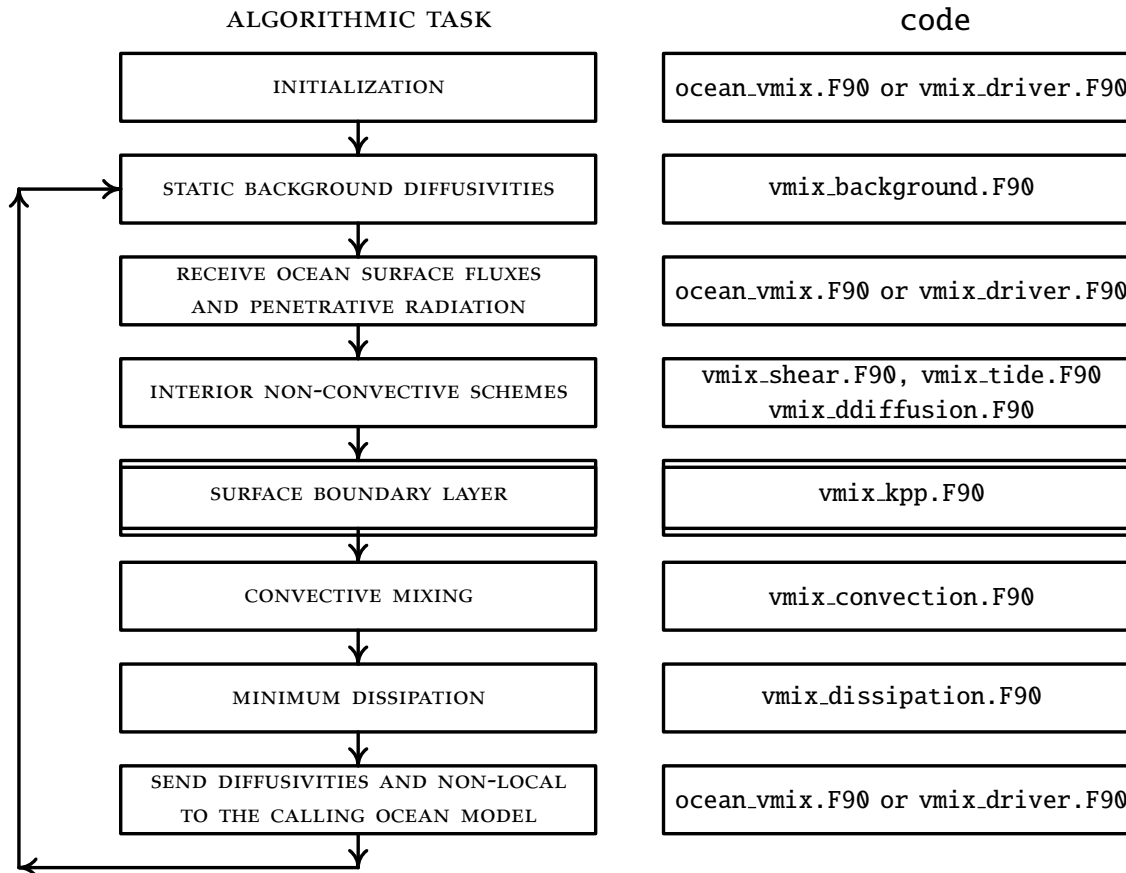 ALGORITHMIC TASK
code
INITIALIZATION
ocean_vmix.F90 or vmix_driver.F90
STATIC BACKGROUND DIFFUSIVITIES
vmix_background.F90
RECEIVE OCEAN SURFACE FLUXES
AND PENETRATIVE RADIATION
ocean_vmix.F90 or vmix_driver.F90
INTERIOR NON-CONVECTIVE SCHEMES
vmix_shear.F90, vmix_tide.F90
vmix_ddiffusion.F90
SURFACE BOUNDARY LAYER
vmix_kpp.F90
CONVECTIVE MIXING
vmix_convection.F90
MINIMUM DISSIPATION
vmix_dissipation.F90
SEND DIFFUSIVITIES AND NON-LOCAL
TO THE CALLING OCEAN MODEL
ocean_vmix.F90 or vmix_driver.F90